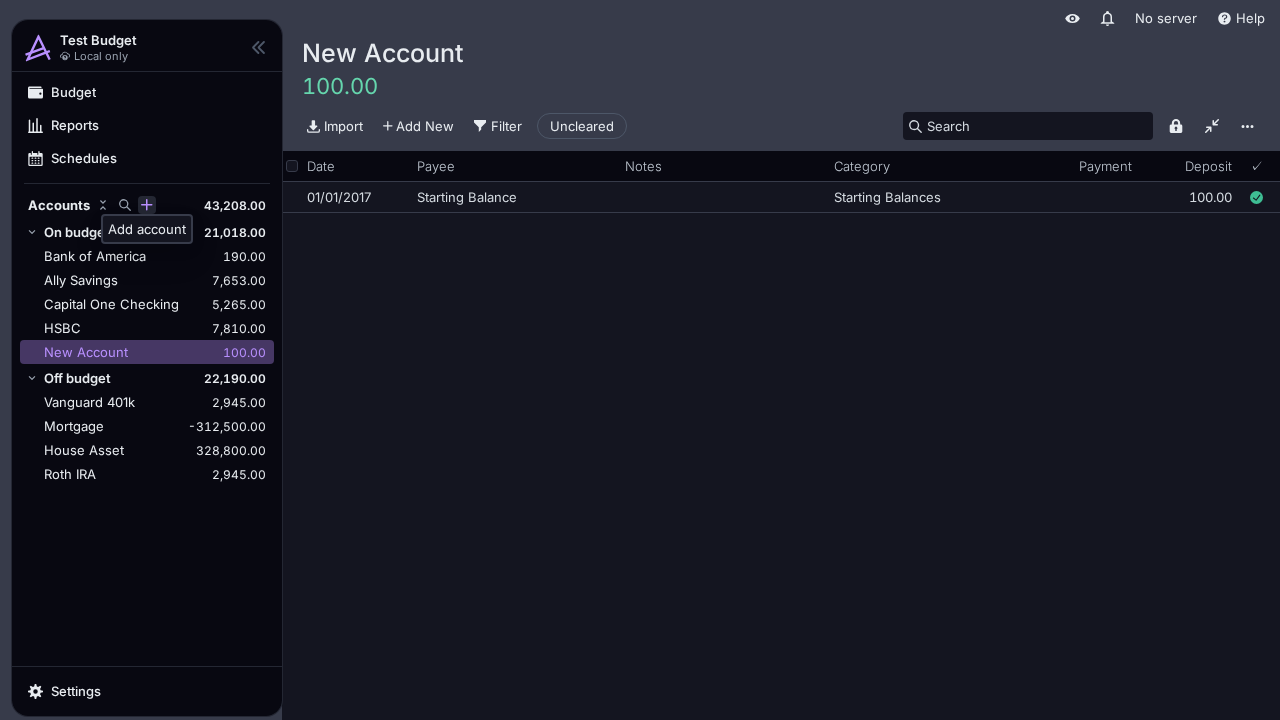 Test Budget
Local only
Budget
Reports
Schedules
Accounts 43,208.00
Add account
On budge 21,018.00
Bank of America 190.00
Ally Savings 7,653.00
Capital One Checking 5,265.00
HSBC 7,810.00
New Account 100.00
Off budget 22,190.00
Vanguard 401k 2,945.00
Mortgage -312,500.00
House Asset 328,800.00
Roth IRA 2,945.00
Settings
No server Help
New Account
100.00
Import Add New Filter Uncleared Search
Date Payee Notes Category Payment Deposit ✓
01/01/2017 Starting Balance Starting Balances 100.00